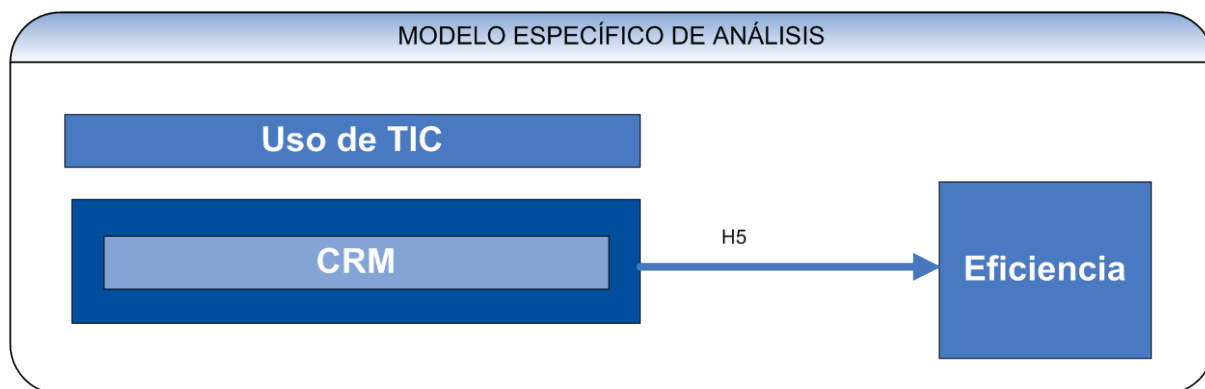 MODELO ESPECÍFICO DE ANÁLISIS
Uso de TIC
CRM
H5
Eficiencia